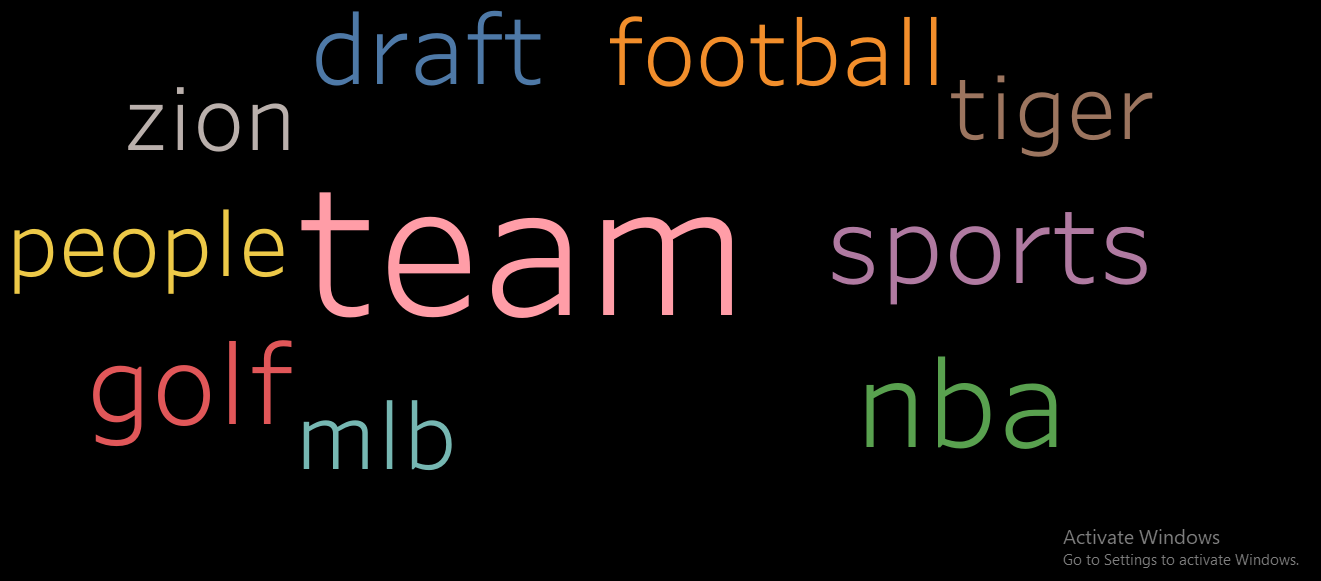 draft
football
zion
tiger
people
team
sports
golf
mlb
nba
Activate Windows
Go to Settings to activate Windows.